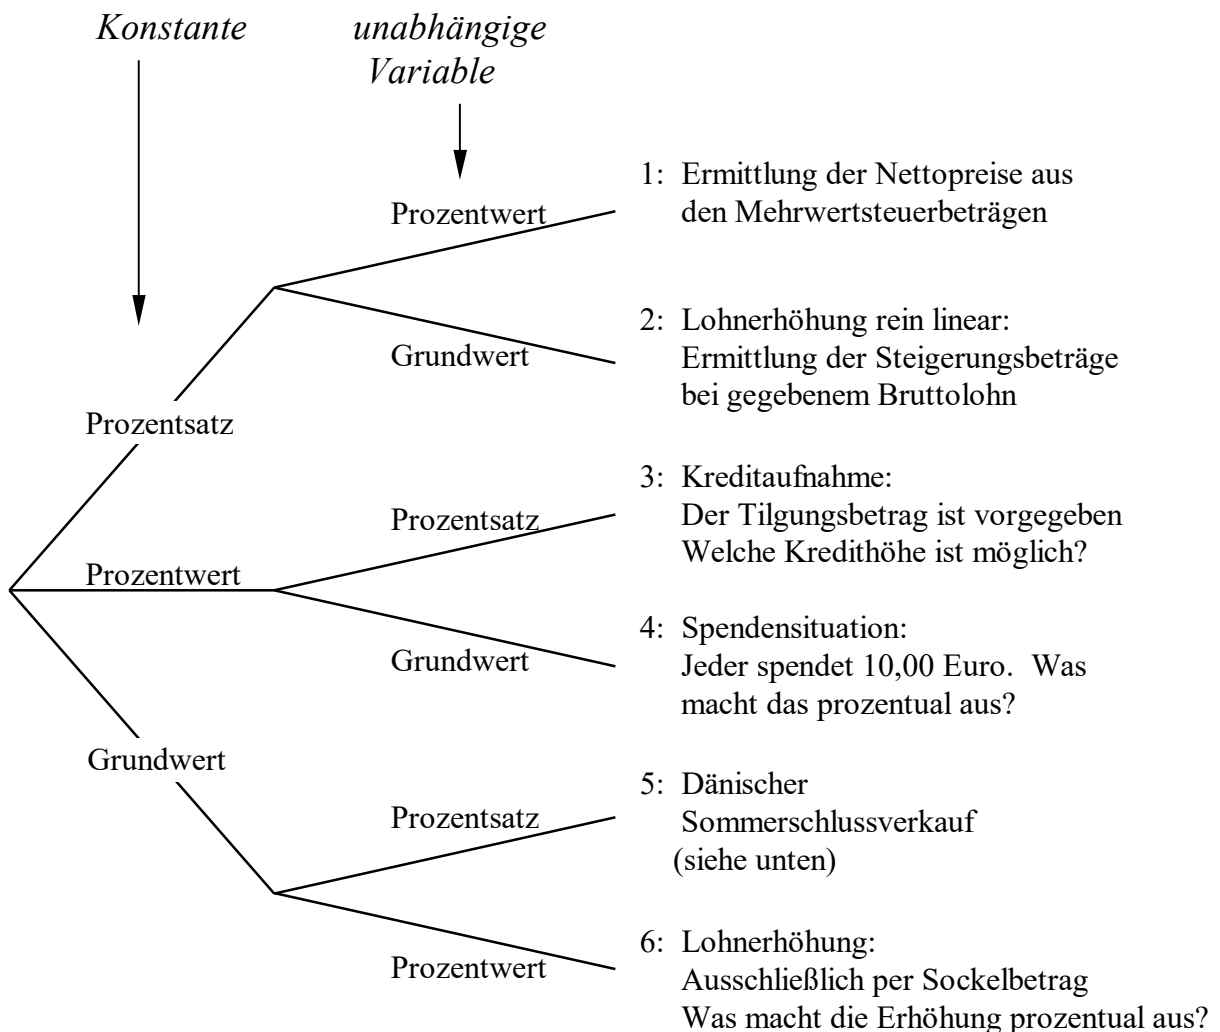 Konstante
unabhängige
Variable
Prozentwert
1: Ermittlung der Nettopreise aus
den Mehrwertsteuerbeträgen
Grundwert
2: Lohnerhöhung rein linear:
Ermittlung der Steigerungsbeträge
bei gegebenem Bruttolohn
Prozentsatz
3: Kreditaufnahme:
Der Tilgungsbetrag ist vorgegeben
Welche Kredithöhe ist möglich?
Prozentsatz
Prozentwert
4: Spendensituation:
Jeder spendet 10,00 Euro. Was
macht das prozentual aus?
Grundwert
Grundwert
5: Dänischer
Sommerschlussverkauf
(siehe unten)
Prozentsatz
6: Lohnerhöhung:
Ausschließlich per Sockelbetrag
Was macht die Erhöhung prozentual aus?
Prozentwert